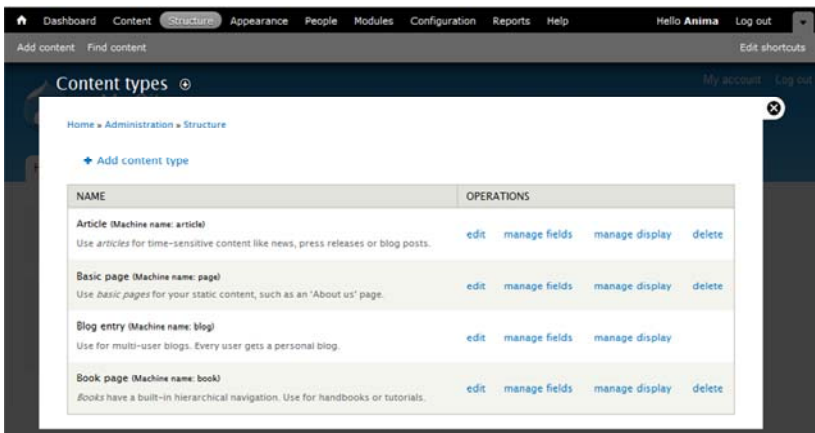 Dashboard Content Structure Appearance People Modules Configuration Reports Help Hello Anima Log out
Add content Find content Edit shortcuts
Content types
My account Log out
Home » Administration » Structure
Add content type
NAME OPERATIONS
Article (Machine name: article)
Use articles for time-sensitive content like news, press releases or blog posts.
edit manage fields manage display delete
Basic page (Machine name: page)
Use basic pages for your static content, such as an 'About us' page.
edit manage fields manage display delete
Blog entry (Machine name: blog)
Use for multi-user blogs. Every user gets a personal blog.
edit manage fields manage display
Book page (Machine name: book)
Books have a built-in hierarchical navigation. Use for handbooks or tutorials.
edit manage fields manage display delete